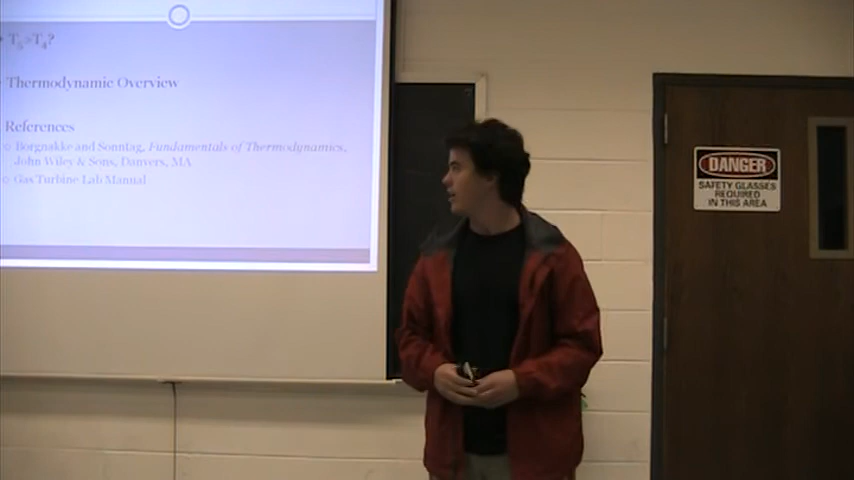 T5>T4?
Thermodynamic Overview
References
Borgnakke and Sonntag, Fundamentals of Thermodynamics,
John Wiley & Sons, Danvers, MA
Gas Turbine Lab Manual
DANGER
SAFETY GLASSES
REQUIRED
IN THIS AREA